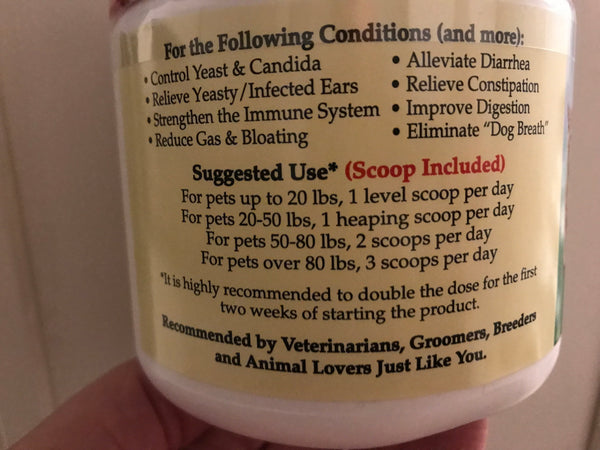 For the Following Conditions (and more):
• Control Yeast & Candida
• Relieve Yeasty/Infected Ears
• Strengthen the Immune System
• Reduce Gas & Bloating
• Alleviate Diarrhea
• Relieve Constipation
• Improve Digestion
• Eliminate "Dog Breath"
Suggested Use* (Scoop Included)
For pets up to 20 lbs, 1 level scoop per day
For pets 20-50 lbs, 1 heaping scoop per day
For pets 50-80 lbs, 2 scoops per day
For pets over 80 lbs, 3 scoops per day
*It is highly recommended to double the dose for the first
two weeks of starting the product.
Recommended by Veterinarians, Groomers, Breeders
and Animal Lovers Just Like You.